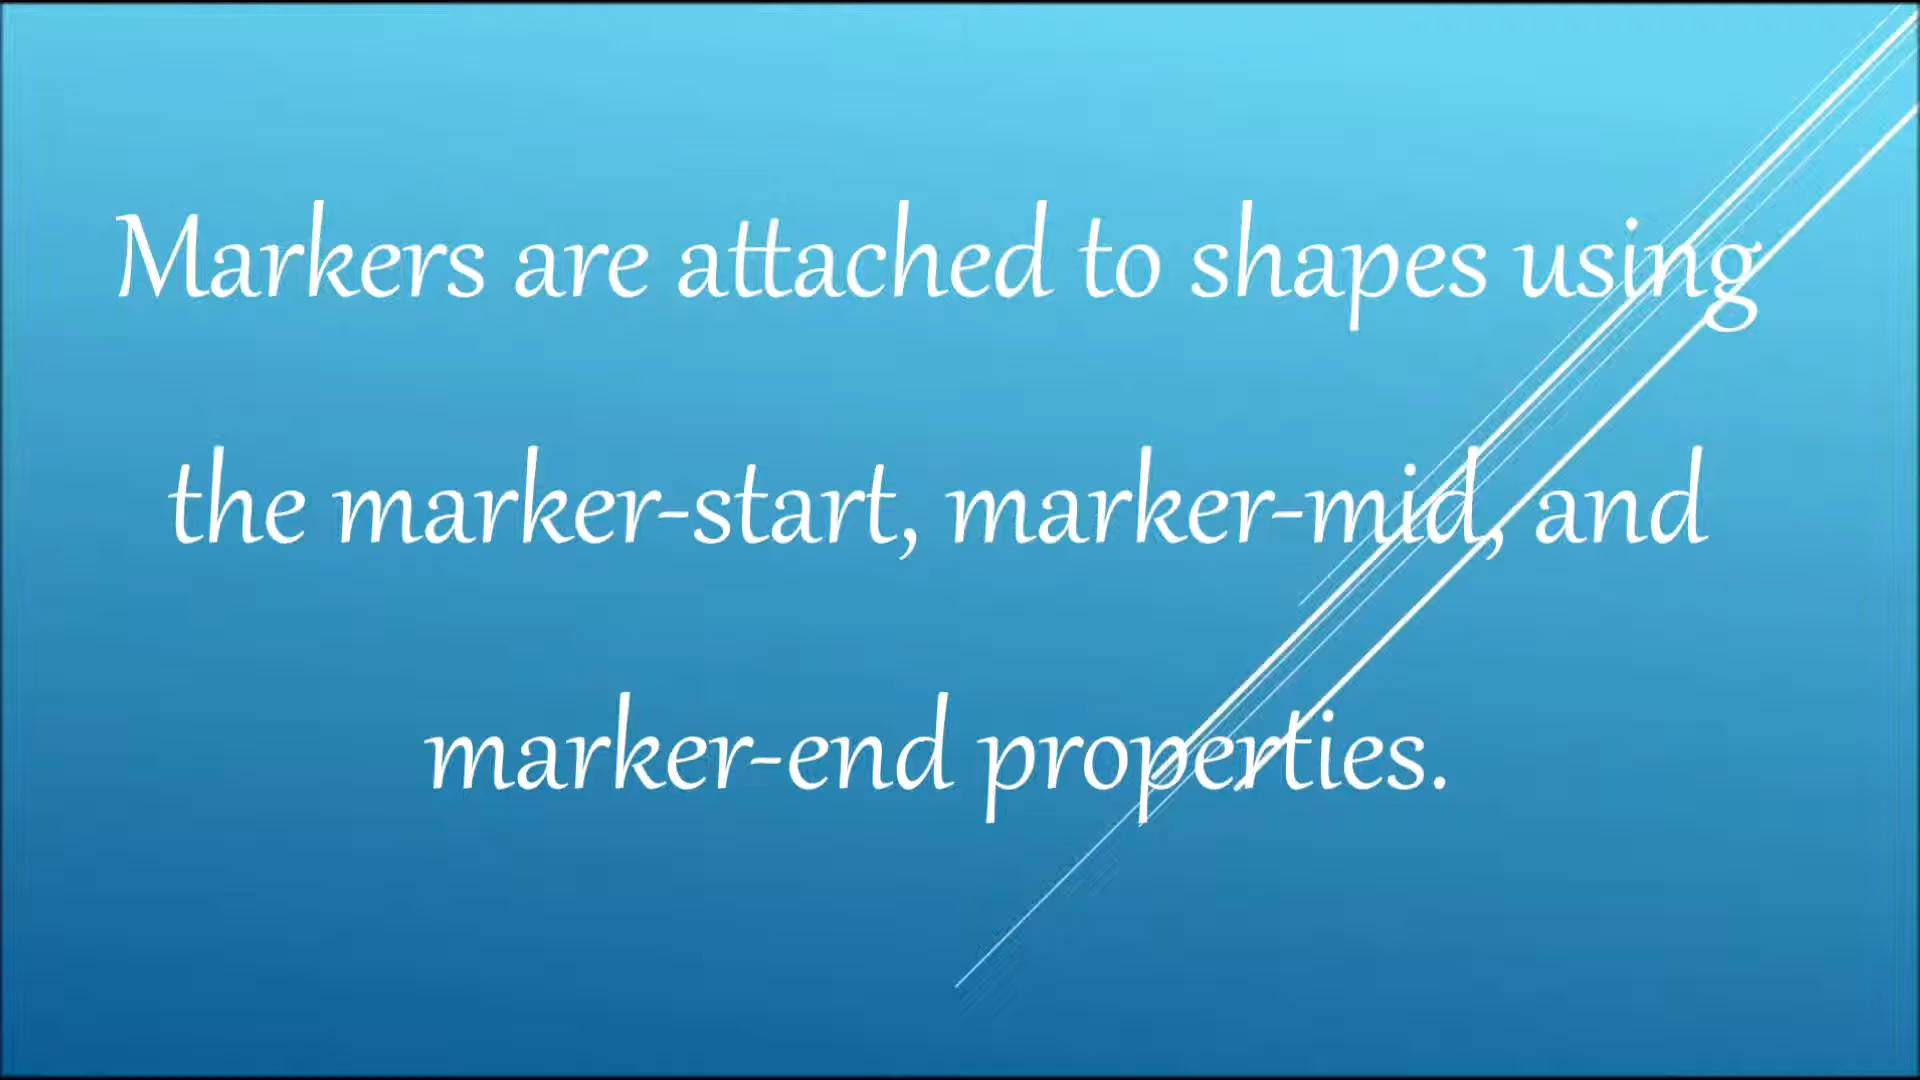 Markers are attached to shapes using
the marker-start, marker-mid, and
marker-end properties.